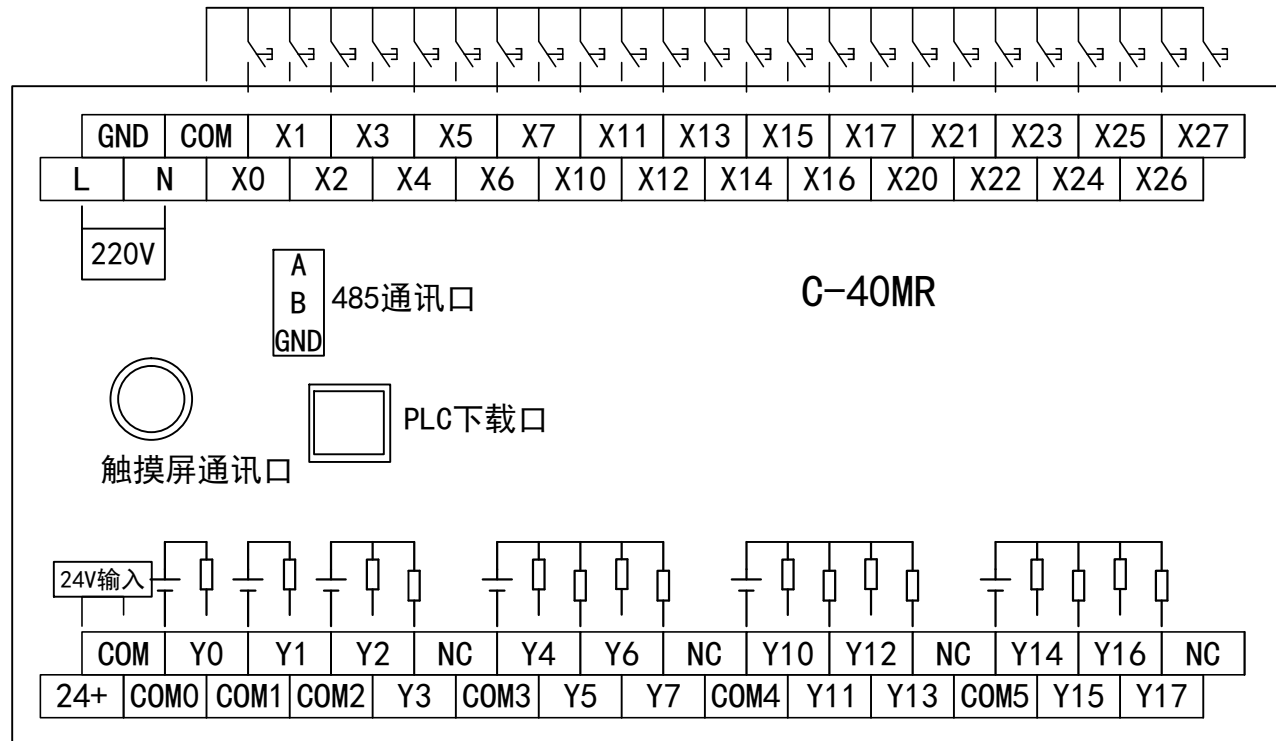 GND COM X1 X3 X5 X7 X11 X13 X15 X17 X21 X23 X25 X27
L N X0 X2 X4 X6 X10 X12 X14 X16 X20 X22 X24 X26
220V
A
B
GND
485通讯口
C-40MR
PLC下载口
触摸屏通讯口
24V输入
COM Y0 Y1 Y2 NC Y4 Y6 NC Y10 Y12 NC Y14 Y16 NC
24+ COM0 COM1 COM2 Y3 COM3 Y5 Y7 COM4 Y11 Y13 COM5 Y15 Y17